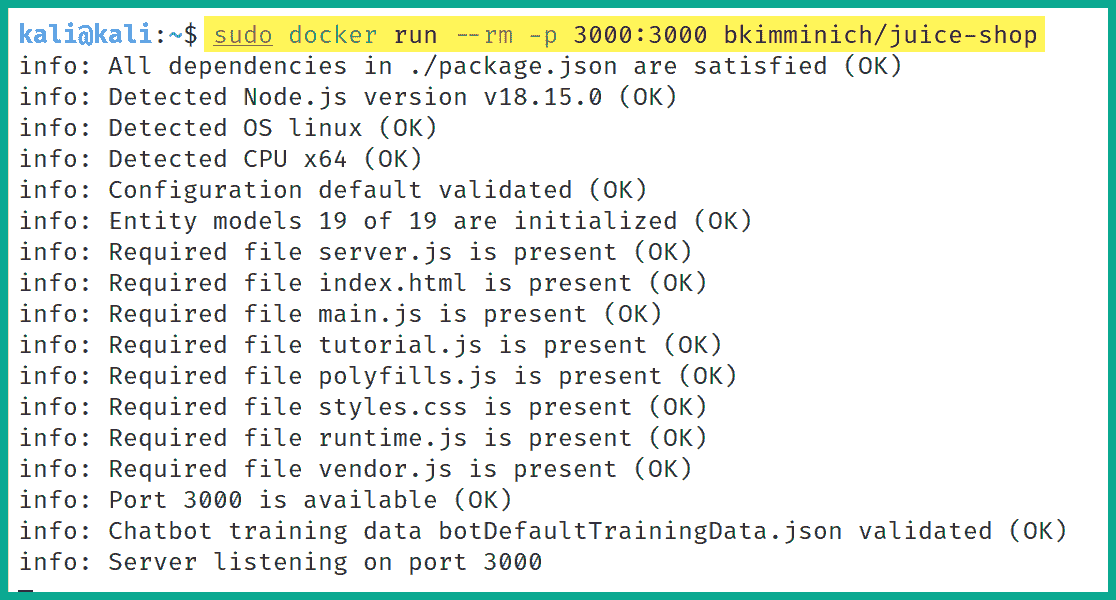 kali@kali:~$ sudo docker run --rm -p 3000:3000 bkimminich/juice-shop
info: All dependencies in ./package.json are satisfied (OK)
info: Detected Node.js version v18.15.0 (OK)
info: Detected OS linux (OK)
info: Detected CPU x64 (OK)
info: Configuration default validated (OK)
info: Entity models 19 of 19 are initialized (OK)
info: Required file server.js is present (OK)
info: Required file index.html is present (OK)
info: Required file main.js is present (OK)
info: Required file tutorial.js is present (OK)
info: Required file polyfills.js is present (OK)
info: Required file styles.css is present (OK)
info: Required file runtime.js is present (OK)
info: Required file vendor.js is present (OK)
info: Port 3000 is available (OK)
info: Chatbot training data botDefaultTrainingData.json validated (OK)
info: Server listening on port 3000